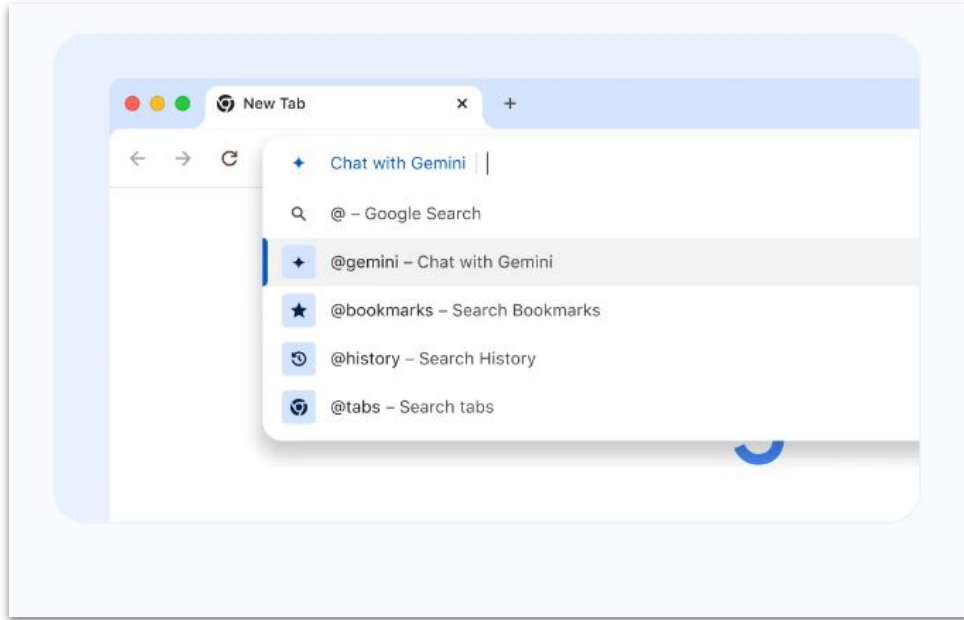 New Tab
Chat with Gemini
@ – Google Search
@gemini – Chat with Gemini
@bookmarks – Search Bookmarks
@history – Search History
@tabs – Search tabs